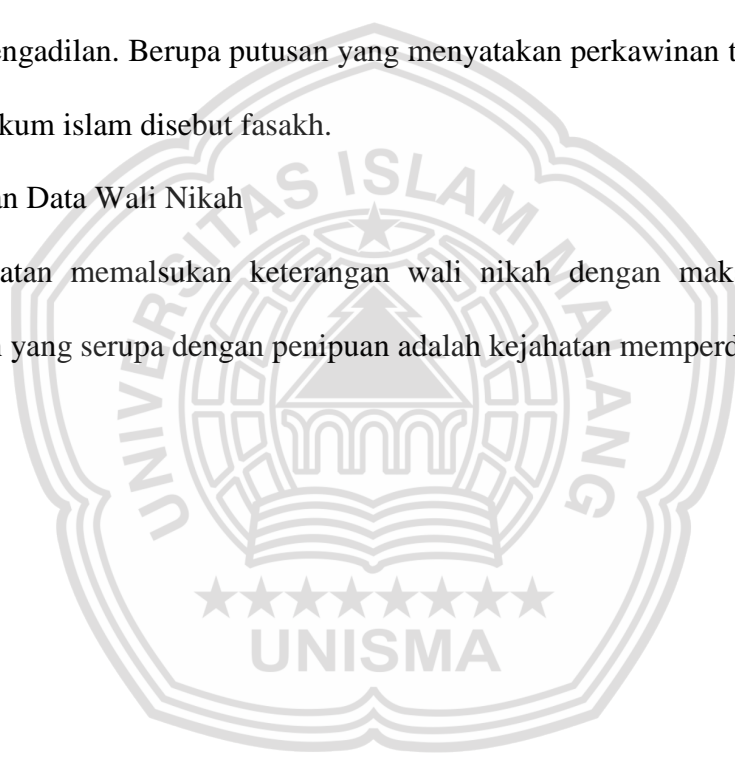 engadilan. Berupa putusan yang menyatakan perkawinan t
kum islam disebut fasakh.
an Data Wali Nikah
atan memalsukan keterangan wali nikah dengan mak
yang serupa dengan penipuan adalah kejahatan memperd
UNIVERSITAS ISLAM MALANG
UNISMA